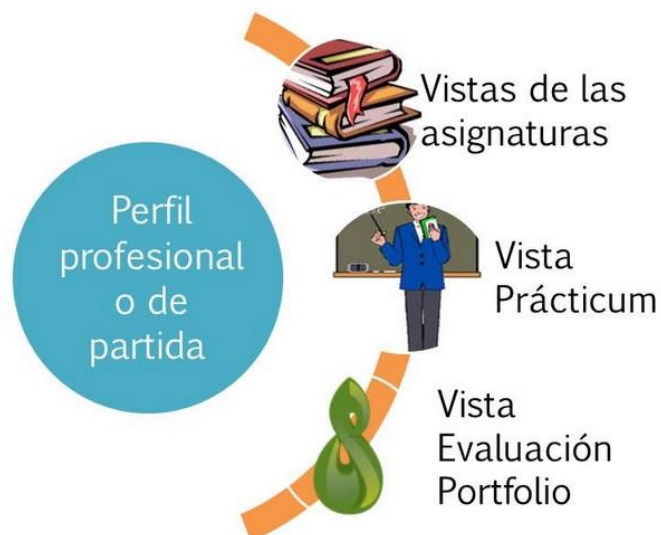 Vistas de las
asignaturas
Perfil
profesional
o de
partida
Vista
Prácticum
Vista
Evaluación
Portfolio